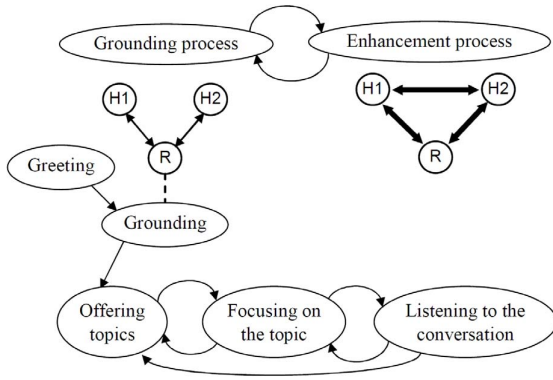 Grounding process
Enhancement process
H1
H2
R
H1
H2
R
Greeting
Grounding
Offering
topics
Focusing on
the topic
Listening to the
conversation